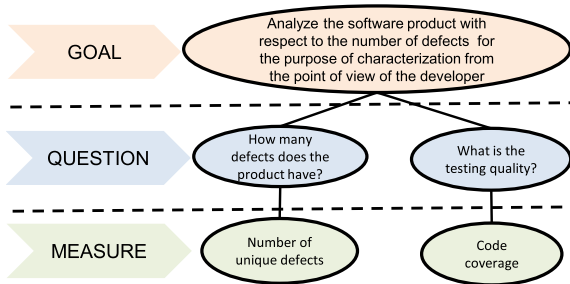 GOAL
Analyze the software product with
respect to the number of defects for
the purpose of characterization from
the point of view of the developer
QUESTION
How many
defects does the
product have?
What is the
testing quality?
MEASURE
Number of
unique defects
Code
coverage